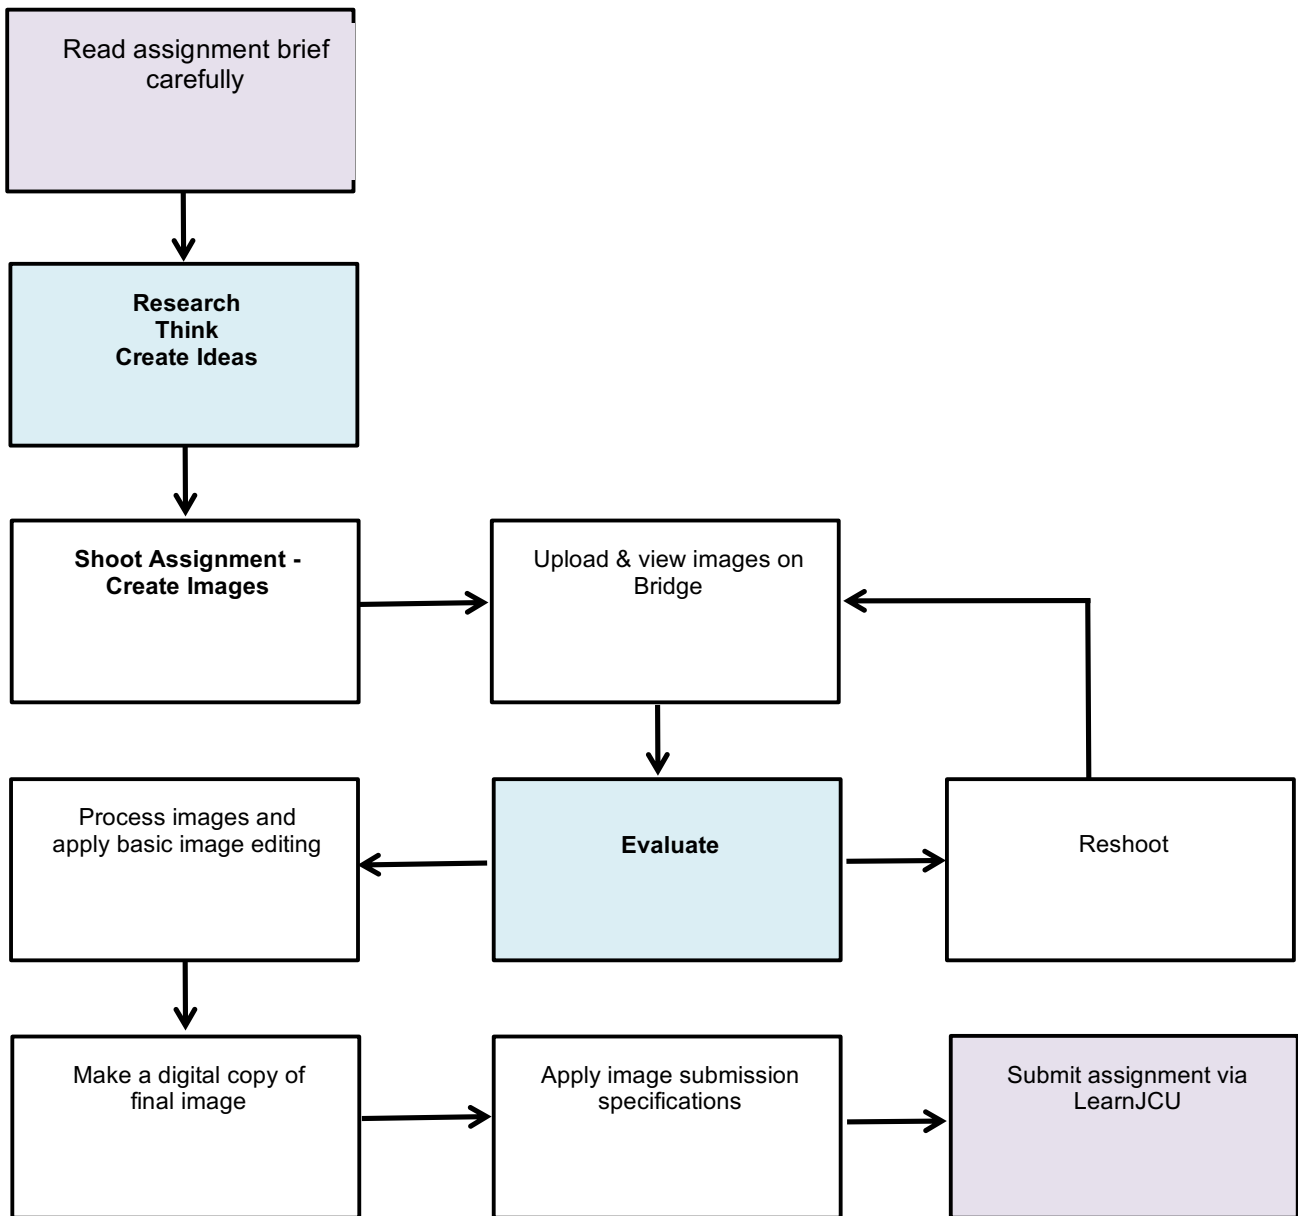 Read assignment brief
carefully
Research
Think
Create Ideas
Shoot Assignment -
Create Images
Upload & view images on
Bridge
Process images and
apply basic image editing
Evaluate
Reshoot
Make a digital copy of
final image
Apply image submission
specifications
Submit assignment via
LearnJCU